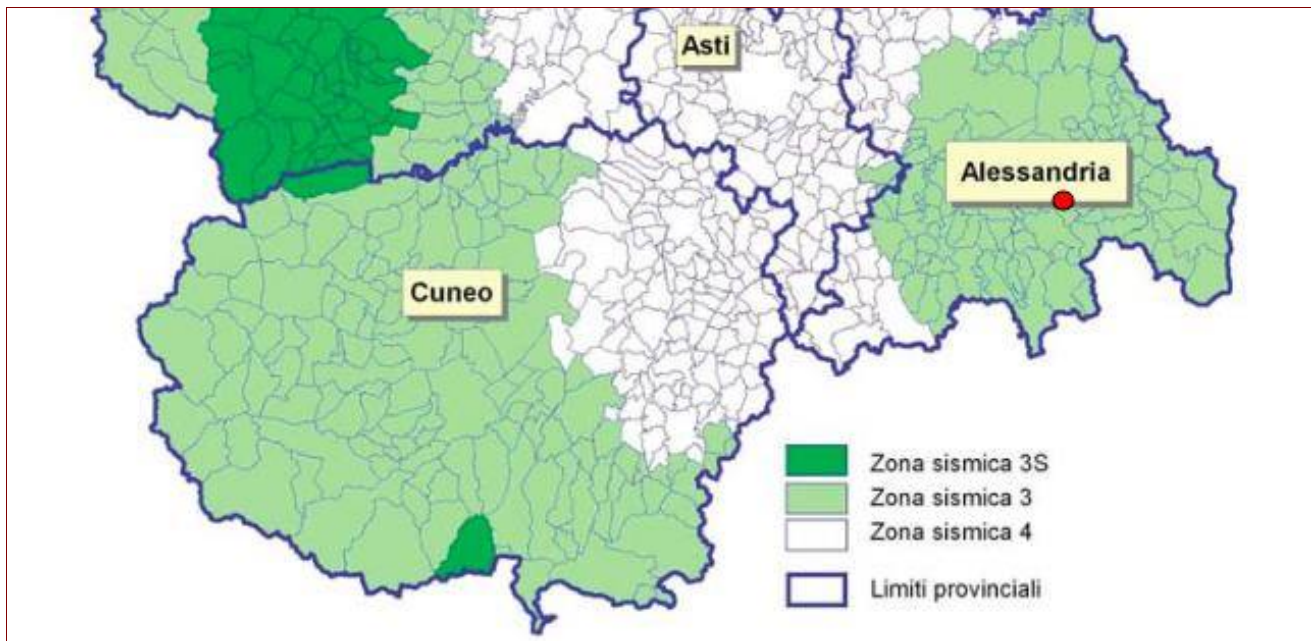 Asti
Alessandria
Cuneo
Zona sismica 3S
Zona sismica 3
Zona sismica 4
Limiti provinciali